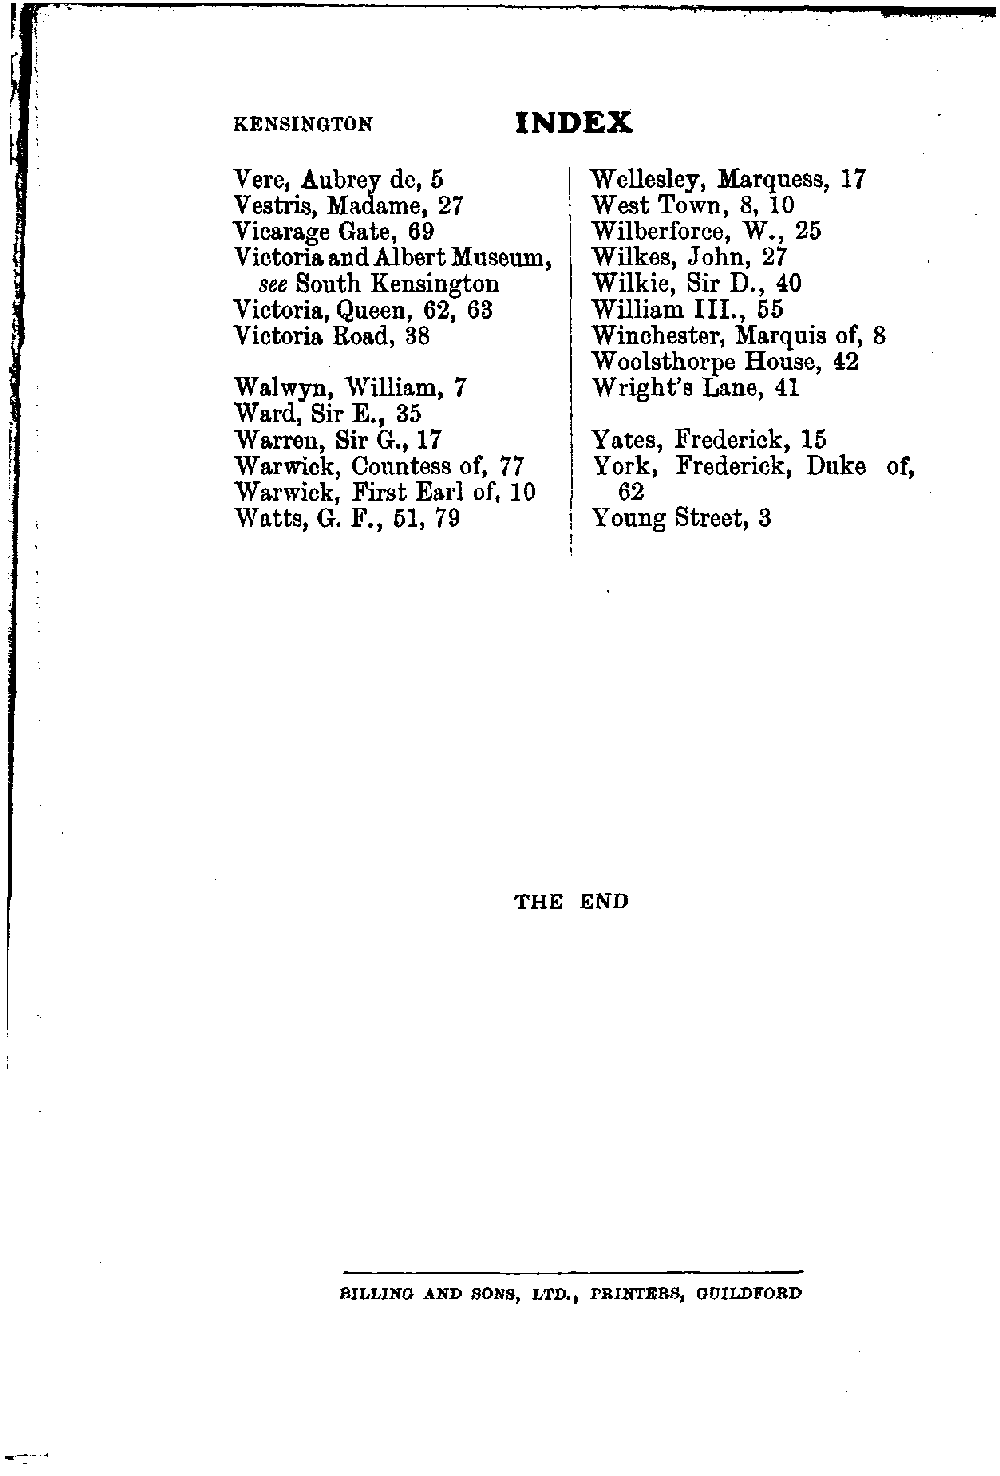 KENSINGTON INDEX
Vere, Aubrey de, 5
Vestris, Madame, 27
Vicarage Gate, 69
Victoria and Albert Museum,
see South Kensington
Victoria, Queen, 62, 63
Victoria Road, 38
Walwyn, William, 7
Ward, Sir E., 35
Warren, Sir G., 17
Warwick, Countess of, 77
Warwick, First Earl of, 10
Watts, G. F., 51, 79
Wellesley, Marquess, 17
West Town, 8, 10
Wilberforce, W., 25
Wilkes, John, 27
Wilkie, Sir D., 40
William III., 55
Winchester, Marquis of, 8
Woolsthorpe House, 42
Wright's Lane, 41
Yates, Frederick, 15
York, Frederick, Duke of,
62
Young Street, 3
THE END
BILLING AND SONS, LTD., PRINTERS, GUILDFORD